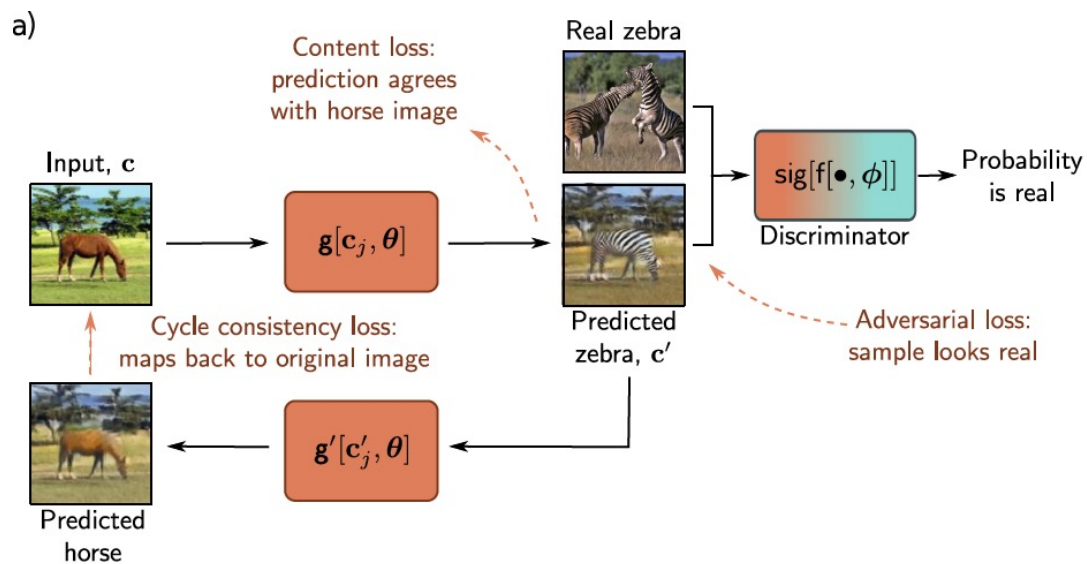 a)
Content loss:
prediction agrees
with horse image
Real zebra
Input, c
g[c_j, θ]
sig[f[•, ϕ]]
Discriminator
Probability
is real
Predicted
zebra, c′
Cycle consistency loss:
maps back to original image
Adversarial loss:
sample looks real
g′[c′_j, θ]
Predicted
horse